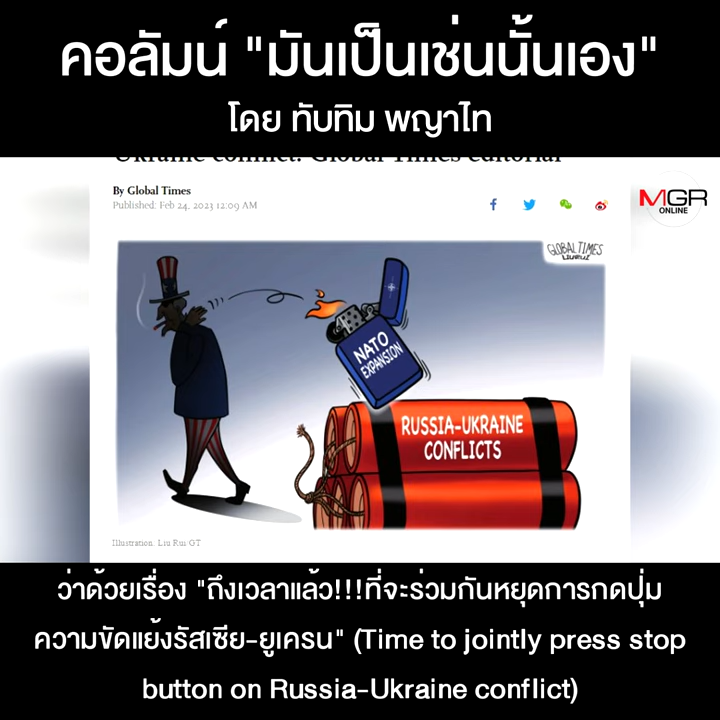 คอลัมน์ "มันเป็นเช่นนั้นเอง"
โดย ทับทิม พญาไท
Ukraine conflict: Global Times editorial
By Global Times
Published: Feb 24, 2023 12:09 AM
MGR
ONLINE
GLOBAL TIMES
LIURUI
NATO
EXPANSION
RUSSIA-UKRAINE
CONFLICTS
Illustration: Liu Rui/GT
ว่าด้วยเรื่อง "ถึงเวลาแล้ว!!!ที่จะร่วมกันหยุดการกดปุ่ม
ความขัดแย้งรัสเซีย-ยูเครน" (Time to jointly press stop
button on Russia-Ukraine conflict)